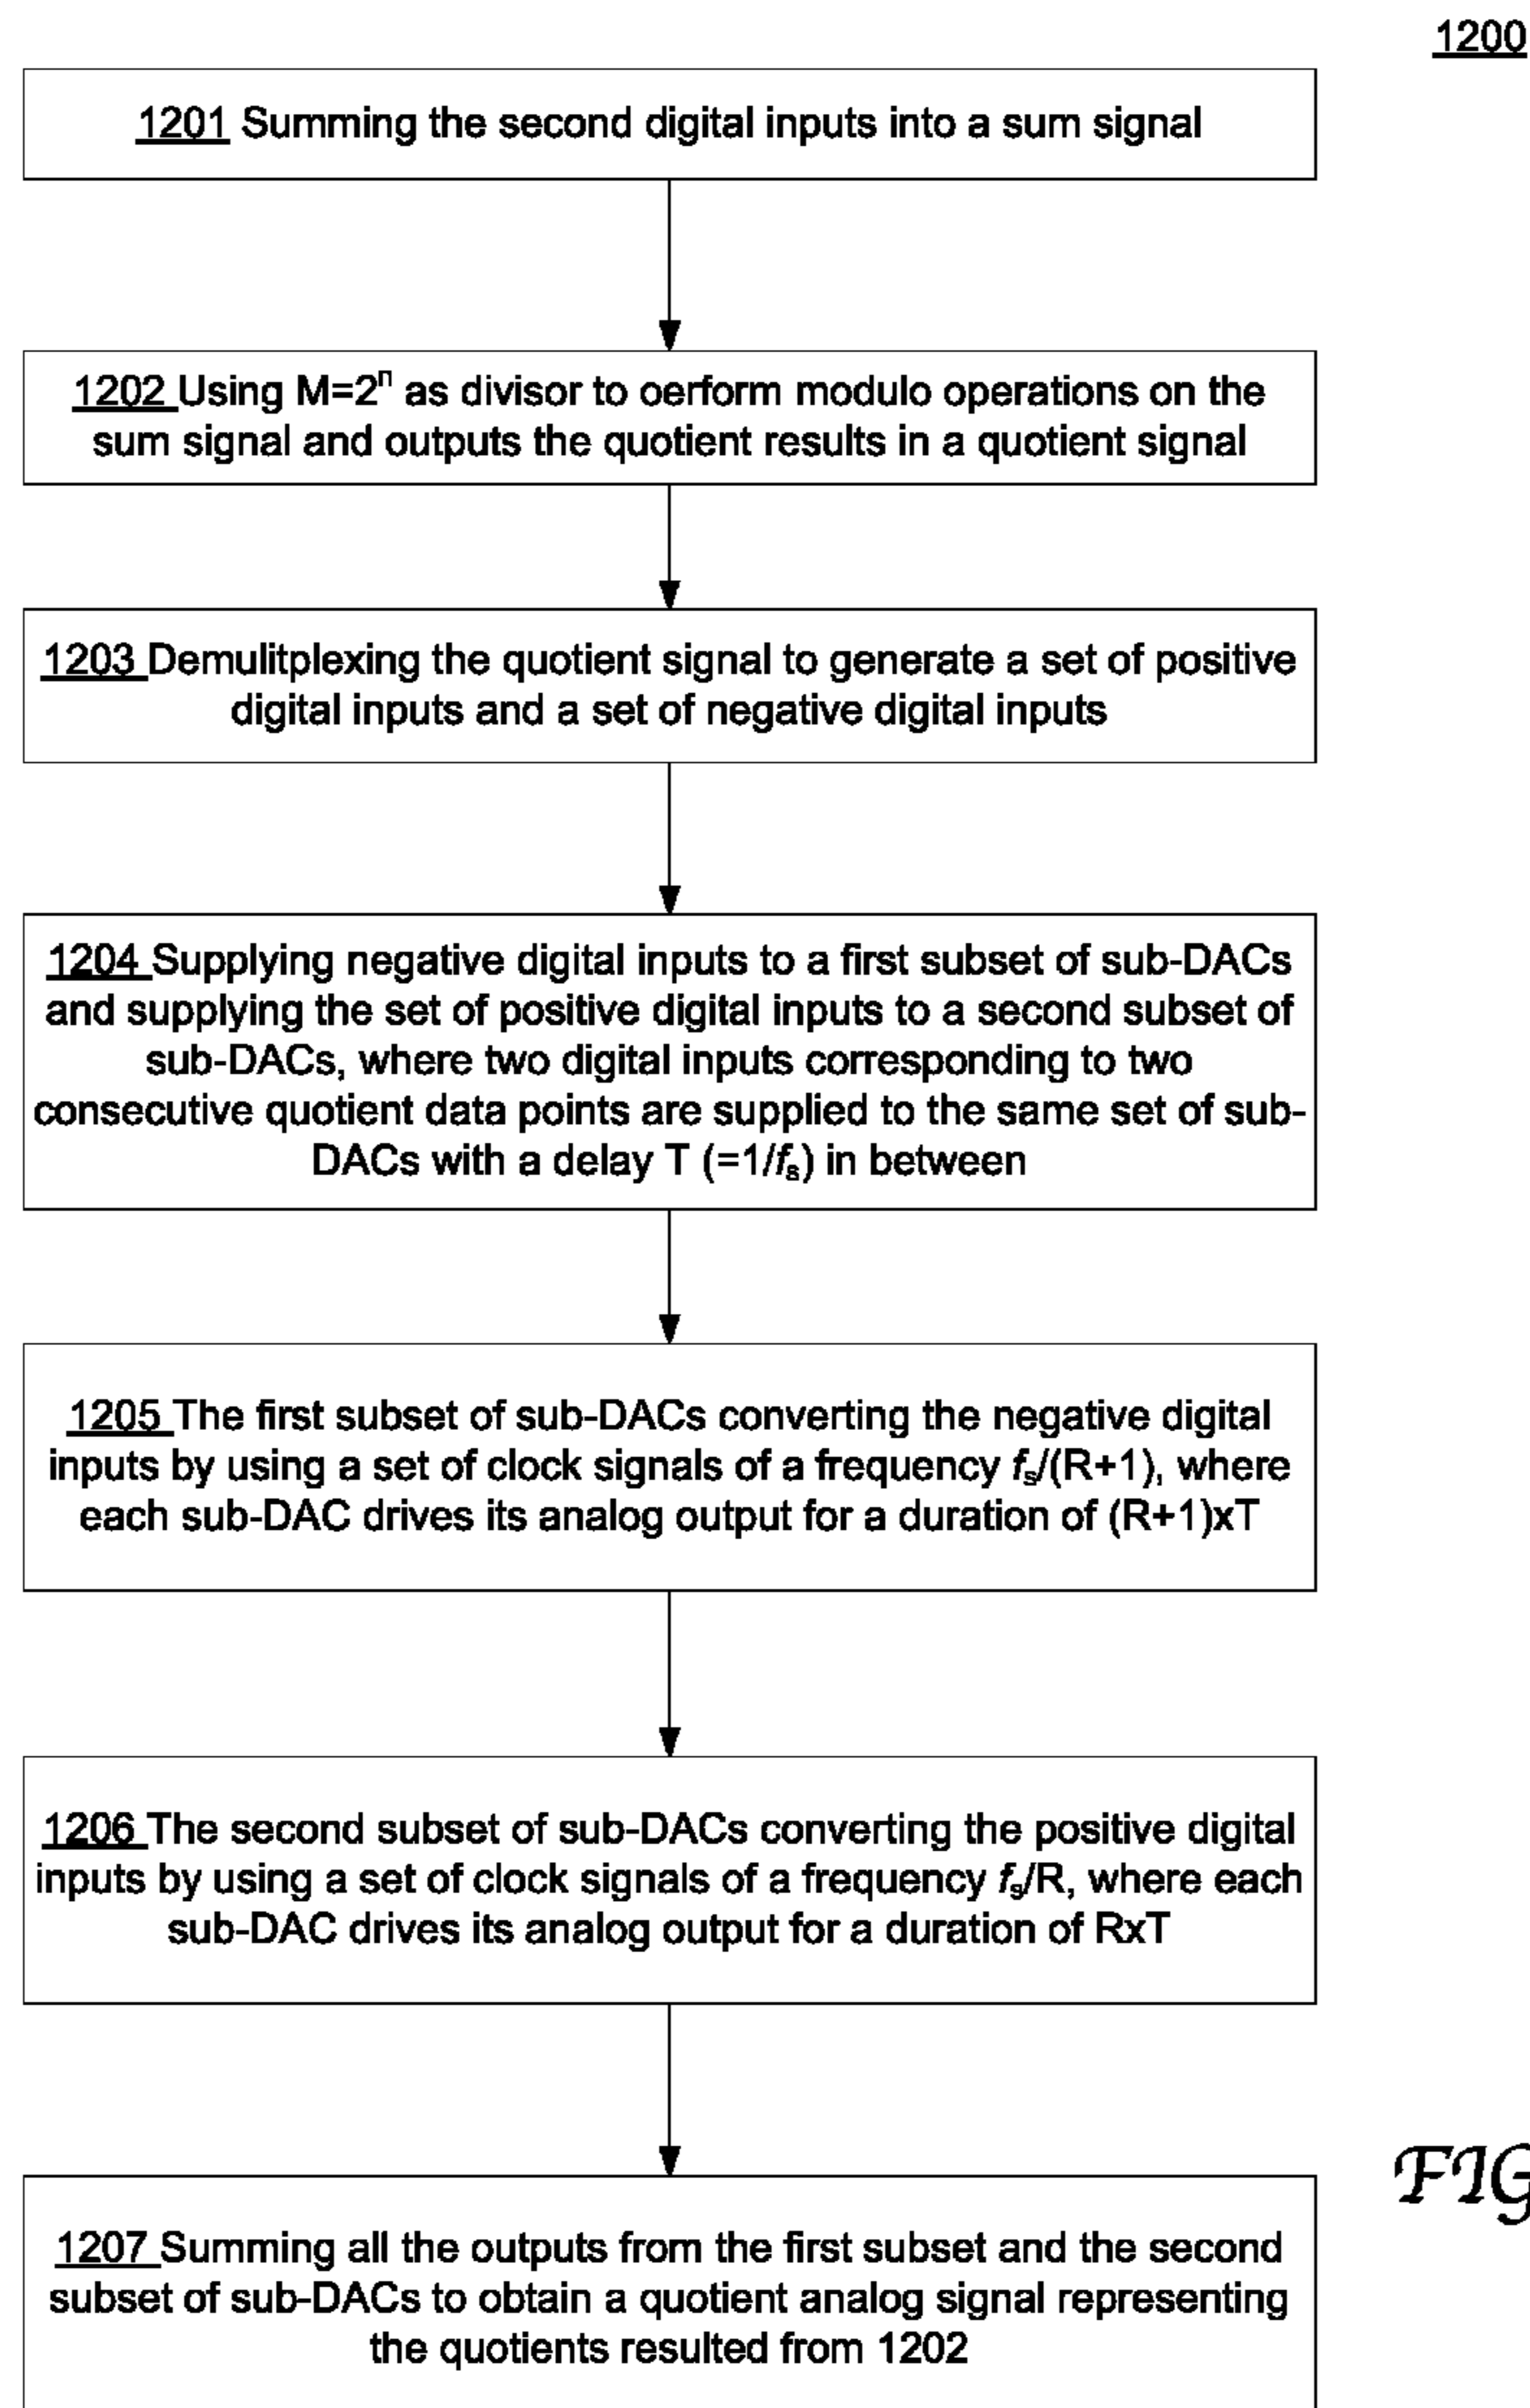 1200
1201 Summing the second digital inputs into a sum signal
1202 Using M=2ⁿ as divisor to oerform modulo operations on the
sum signal and outputs the quotient results in a quotient signal
1203 Demulitplexing the quotient signal to generate a set of positive
digital inputs and a set of negative digital inputs
1204 Supplying negative digital inputs to a first subset of sub-DACs
and supplying the set of positive digital inputs to a second subset of
sub-DACs, where two digital inputs corresponding to two
consecutive quotient data points are supplied to the same set of sub-
DACs with a delay T (=1/fₛ) in between
1205 The first subset of sub-DACs converting the negative digital
inputs by using a set of clock signals of a frequency fₛ/(R+1), where
each sub-DAC drives its analog output for a duration of (R+1)xT
1206 The second subset of sub-DACs converting the positive digital
inputs by using a set of clock signals of a frequency fₛ/R, where each
sub-DAC drives its analog output for a duration of RxT
FIG
1207 Summing all the outputs from the first subset and the second
subset of sub-DACs to obtain a quotient analog signal representing
the quotients resulted from 1202